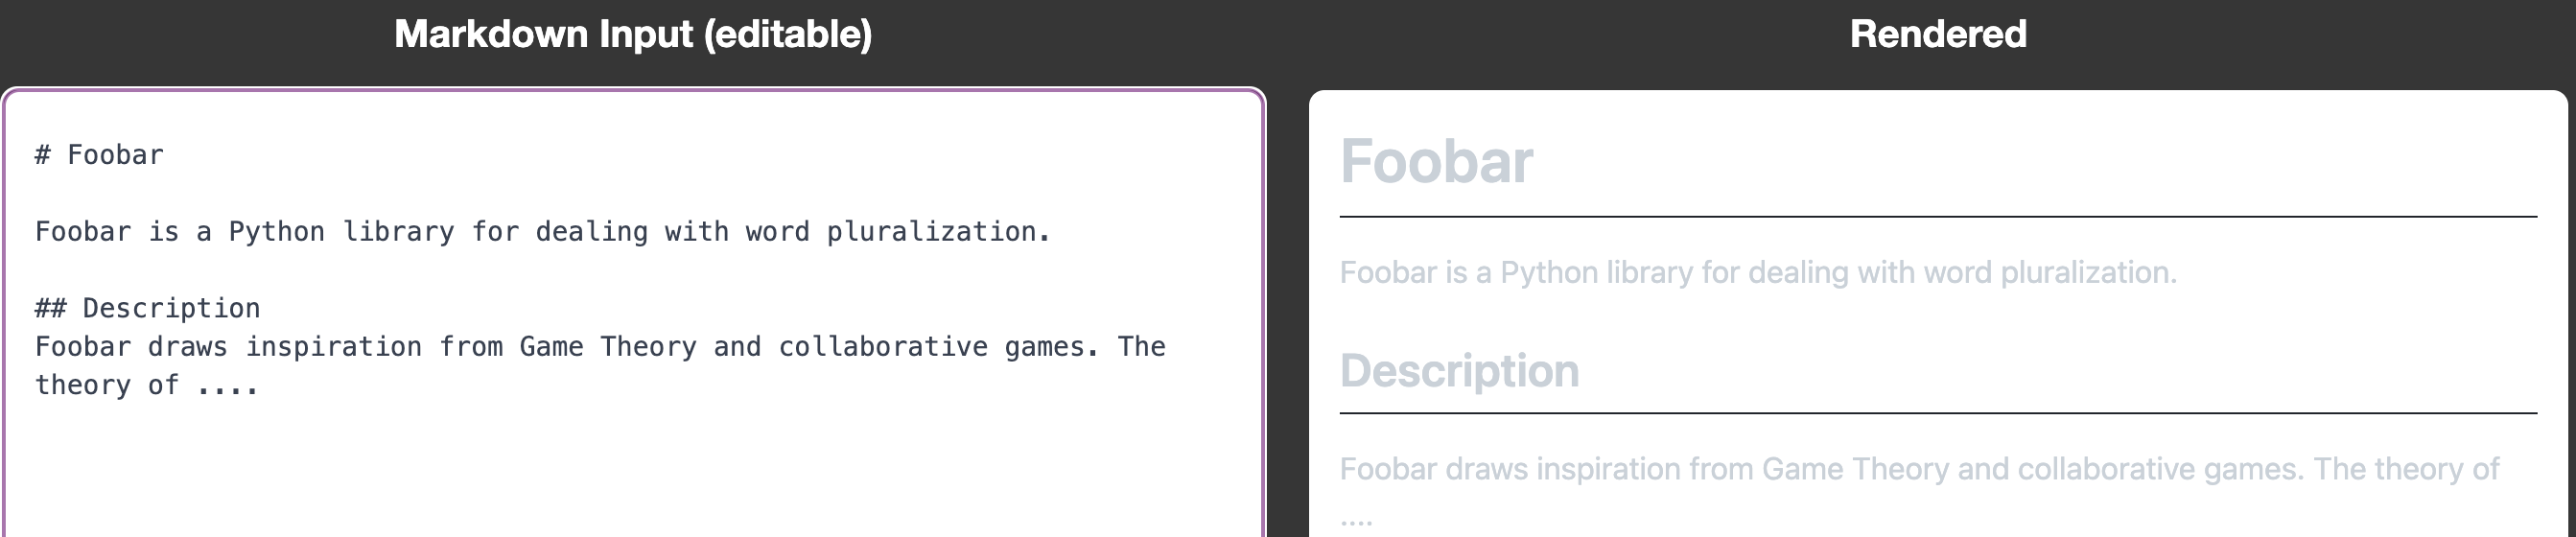 Markdown Input (editable)
# Foobar
Foobar is a Python library for dealing with word pluralization.
## Description
Foobar draws inspiration from Game Theory and collaborative games. The
theory of ....
Rendered
Foobar
Foobar is a Python library for dealing with word pluralization.
Description
Foobar draws inspiration from Game Theory and collaborative games. The theory of
....